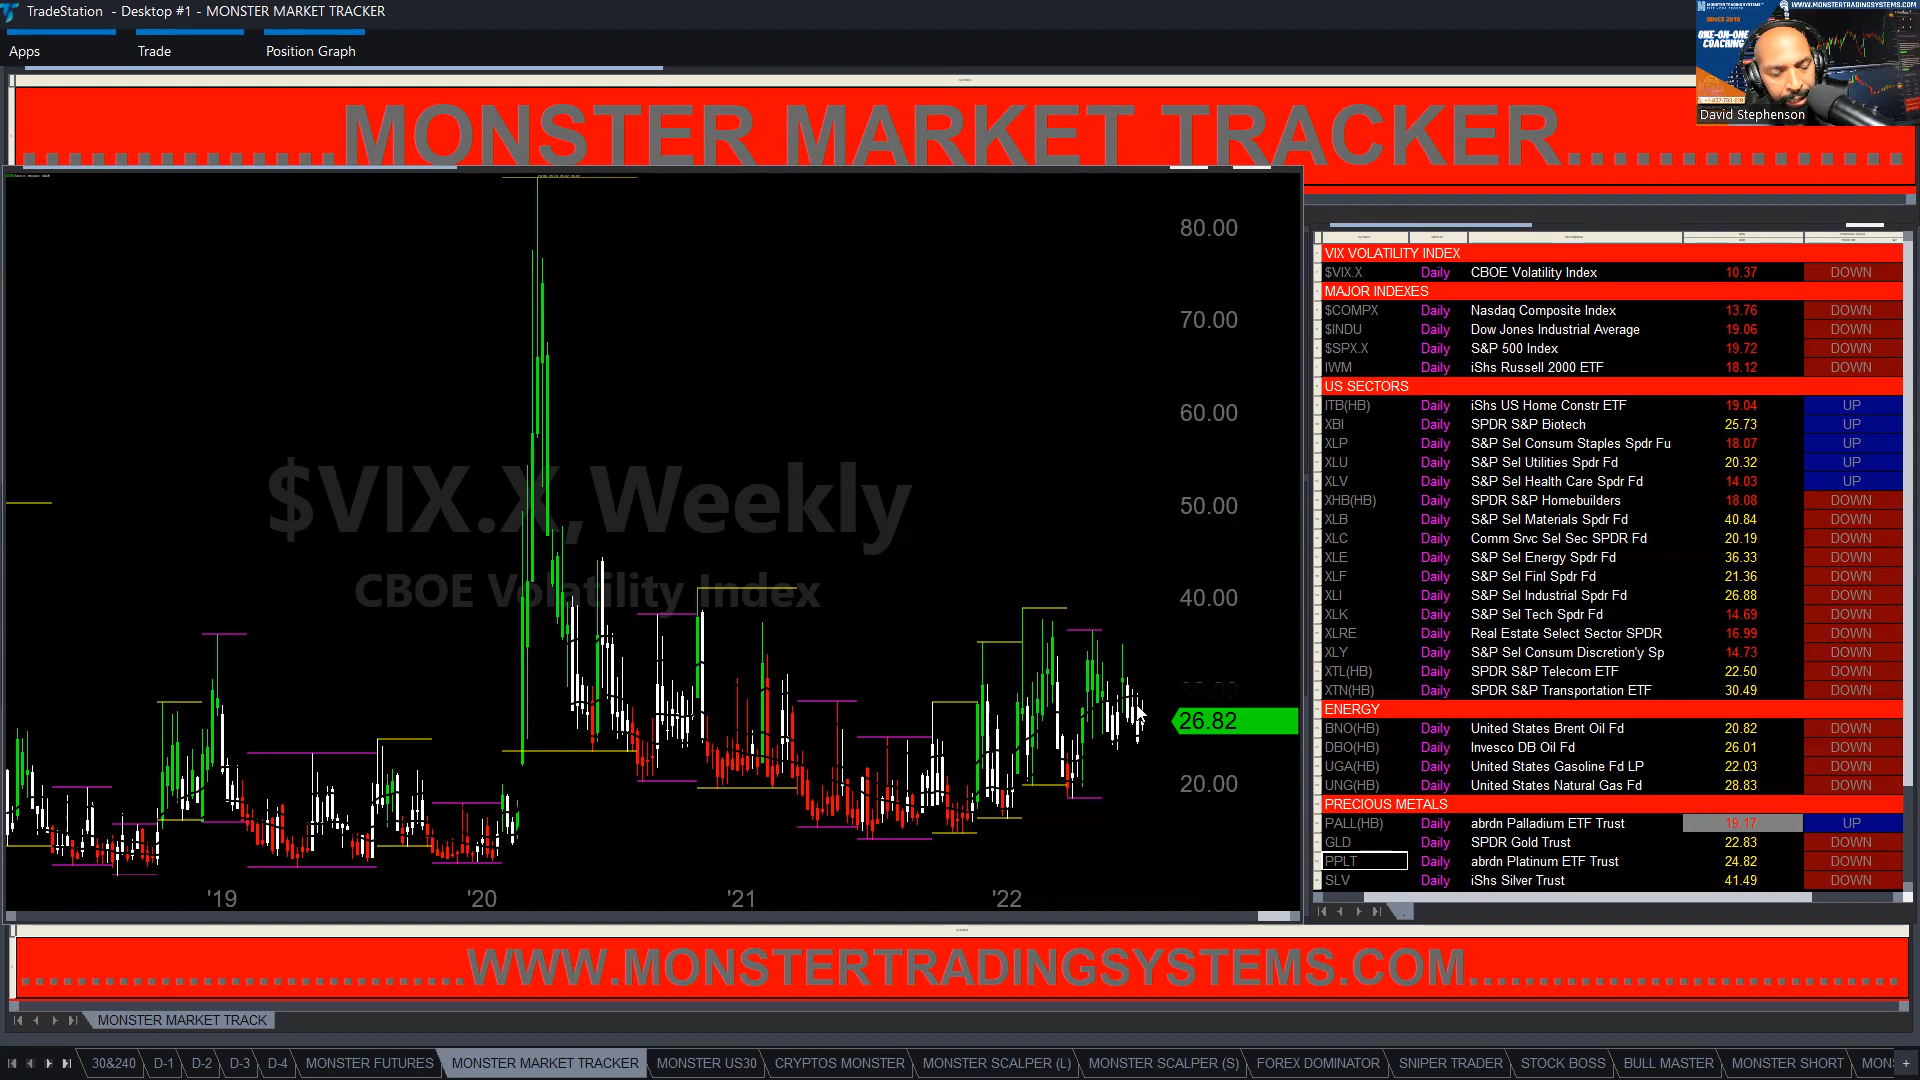 TradeStation - Desktop #1 - MONSTER MARKET TRACKER
WWW.MONSTERTRADINGSYSTEMS.COM
SINCE 2010
ONE-ON-ONE
COACHING
David Stephenson
Apps Trade Position Graph
MONSTER MARKET TRACKER
$VIX.X,Weekly
CBOE Volatility Index
80.00
70.00
60.00
50.00
40.00
26.82
20.00
'19 '20 '21 '22
VIX VOLATILITY INDEX
$VIX.X Daily CBOE Volatility Index 10.37 DOWN
MAJOR INDEXES
$COMPX Daily Nasdaq Composite Index 13.76 DOWN
$INDU Daily Dow Jones Industrial Average 19.06 DOWN
$SPX.X Daily S&P 500 Index 19.72 DOWN
IWM Daily iShs Russell 2000 ETF 18.12 DOWN
US SECTORS
ITB(HB) Daily iShs US Home Constr ETF 19.04 UP
XBI Daily SPDR S&P Biotech 25.73 UP
XLP Daily S&P Sel Consum Staples Spdr Fu 18.07 UP
XLU Daily S&P Sel Utilities Spdr Fd 20.32 UP
XLV Daily S&P Sel Health Care Spdr Fd 14.03 UP
XHB(HB) Daily SPDR S&P Homebuilders 18.08 DOWN
XLB Daily S&P Sel Materials Spdr Fd 40.84 DOWN
XLC Daily Comm Srvc Sel Sec SPDR Fd 20.19 DOWN
XLE Daily S&P Sel Energy Spdr Fd 36.33 DOWN
XLF Daily S&P Sel Finl Spdr Fd 21.36 DOWN
XLI Daily S&P Sel Industrial Spdr Fd 26.88 DOWN
XLK Daily S&P Sel Tech Spdr Fd 14.69 DOWN
XLRE Daily Real Estate Select Sector SPDR 16.99 DOWN
XLY Daily S&P Sel Consum Discretion'y Sp 14.73 DOWN
XTL(HB) Daily SPDR S&P Telecom ETF 22.50 DOWN
XTN(HB) Daily SPDR S&P Transportation ETF 30.49 DOWN
ENERGY
BNO(HB) Daily United States Brent Oil Fd 20.82 DOWN
DBO(HB) Daily Invesco DB Oil Fd 26.01 DOWN
UGA(HB) Daily United States Gasoline Fd LP 22.03 DOWN
UNG(HB) Daily United States Natural Gas Fd 28.83 DOWN
PRECIOUS METALS
PALL(HB) Daily abrdn Palladium ETF Trust 19.17 UP
GLD Daily SPDR Gold Trust 22.83 DOWN
PPLT Daily abrdn Platinum ETF Trust 24.82 DOWN
SLV Daily iShs Silver Trust 41.49 DOWN
WWW.MONSTERTRADINGSYSTEMS.COM
MONSTER MARKET TRACK
30&240 D-1 D-2 D-3 D-4 MONSTER FUTURES MONSTER MARKET TRACKER MONSTER US30 CRYPTOS MONSTER MONSTER SCALPER (L) MONSTER SCALPER (S) FOREX DOMINATOR SNIPER TRADER STOCK BOSS BULL MASTER MONSTER SHORT MON